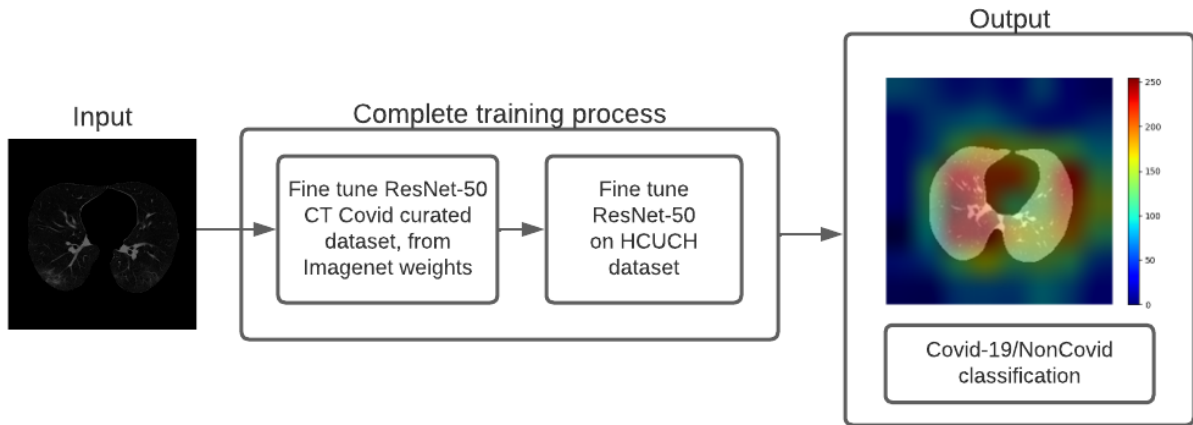 Input
Complete training process
Fine tune ResNet-50
CT Covid curated
dataset, from
Imagenet weights
Fine tune
ResNet-50
on HCUCH
dataset
Output
250
200
150
100
50
0
Covid-19/NonCovid
classification